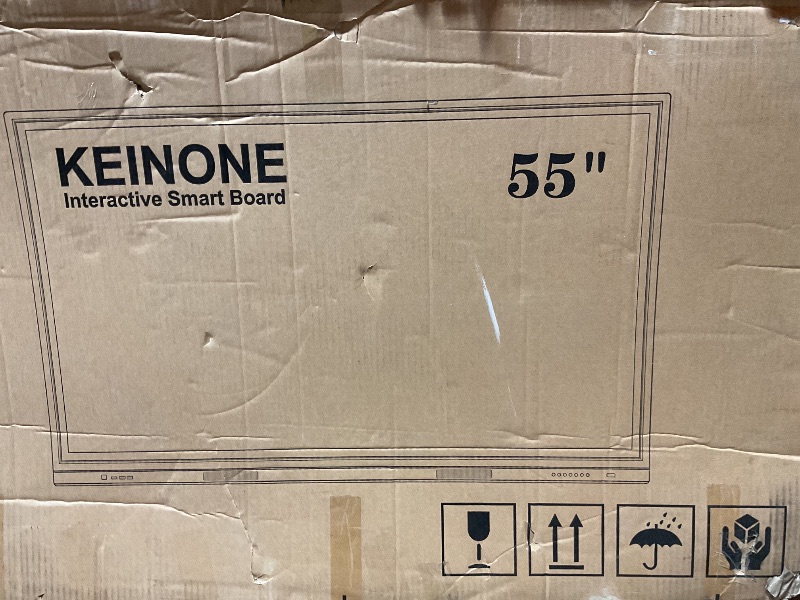 KEINONE
Interactive Smart Board
55"